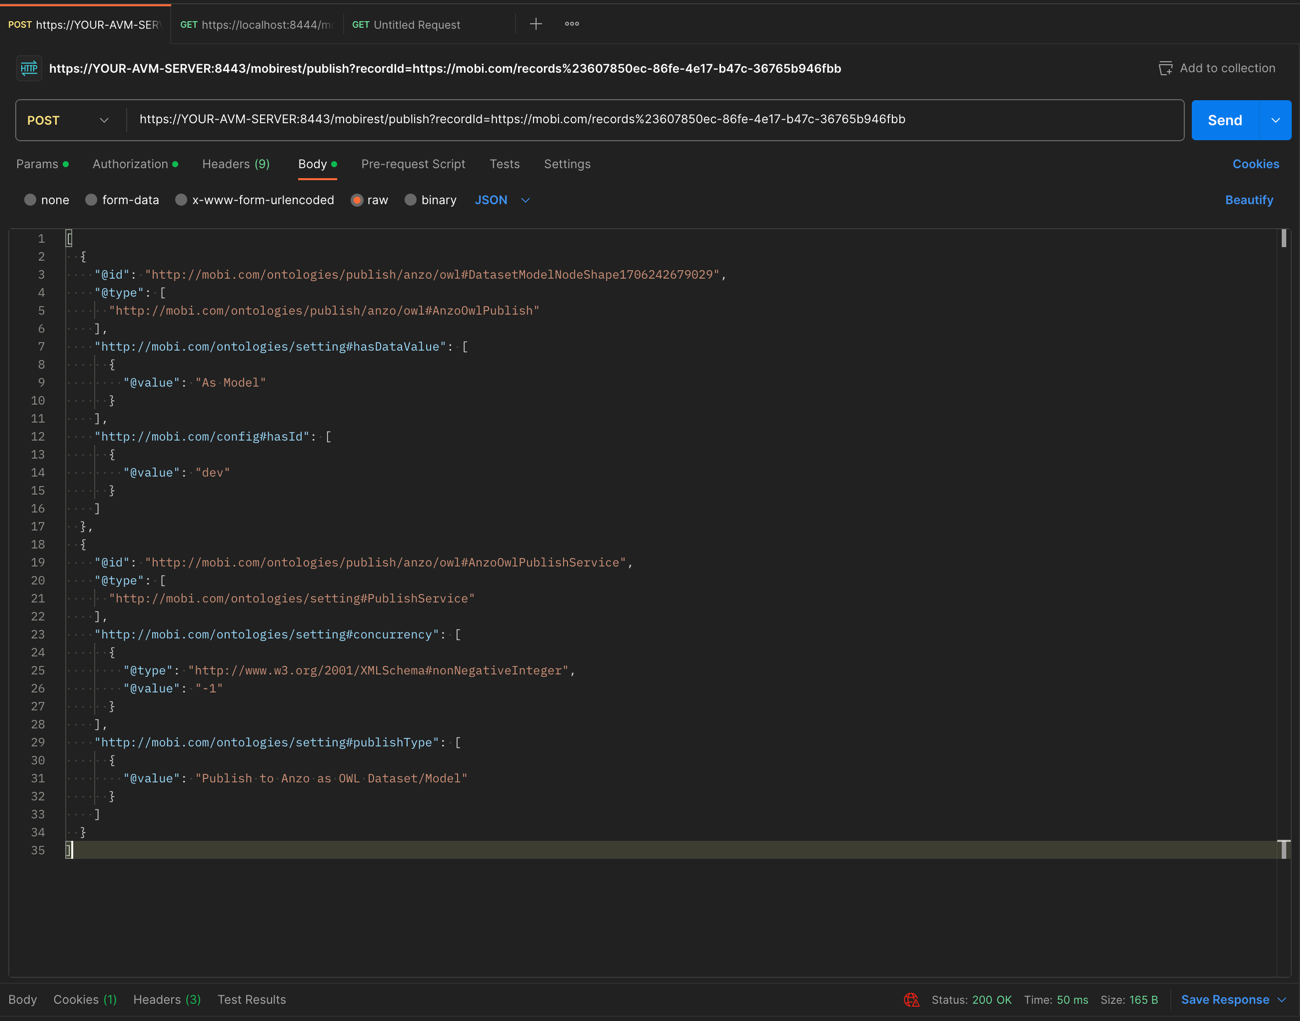 POST https://YOUR-AVM-SER
GET https://localhost:8444/m
GET Untitled Request
HTTP https://YOUR-AVM-SERVER:8443/mobirest/publish?recordId=https://mobi.com/records%23607850ec-86fe-4e17-b47c-36765b946fbb
Add to collection
POST https://YOUR-AVM-SERVER:8443/mobirest/publish?recordId=https://mobi.com/records%23607850ec-86fe-4e17-b47c-36765b946fbb
Send
Params Authorization Headers (9) Body Pre-request Script Tests Settings Cookies
none form-data x-www-form-urlencoded raw binary JSON Beautify
1 [
2 {
3 "@id": "http://mobi.com/ontologies/publish/anzo/owl#DatasetModelNodeShape1706242679029",
4 "@type": [
5 "http://mobi.com/ontologies/publish/anzo/owl#AnzoOwlPublish"
6 ],
7 "http://mobi.com/ontologies/setting#hasDataValue": [
8 {
9 "@value": "As Model"
10 }
11 ],
12 "http://mobi.com/config#hasId": [
13 {
14 "@value": "dev"
15 }
16 ]
17 },
18 {
19 "@id": "http://mobi.com/ontologies/publish/anzo/owl#AnzoOwlPublishService",
20 "@type": [
21 "http://mobi.com/ontologies/setting#PublishService"
22 ],
23 "http://mobi.com/ontologies/setting#concurrency": [
24 {
25 "@type": "http://www.w3.org/2001/XMLSchema#nonNegativeInteger",
26 "@value": "-1"
27 }
28 ],
29 "http://mobi.com/ontologies/setting#publishType": [
30 {
31 "@value": "Publish to Anzo as OWL Dataset/Model"
32 }
33 ]
34 }
35 ]
Body Cookies (1) Headers (3) Test Results Status: 200 OK Time: 50 ms Size: 165 B Save Response